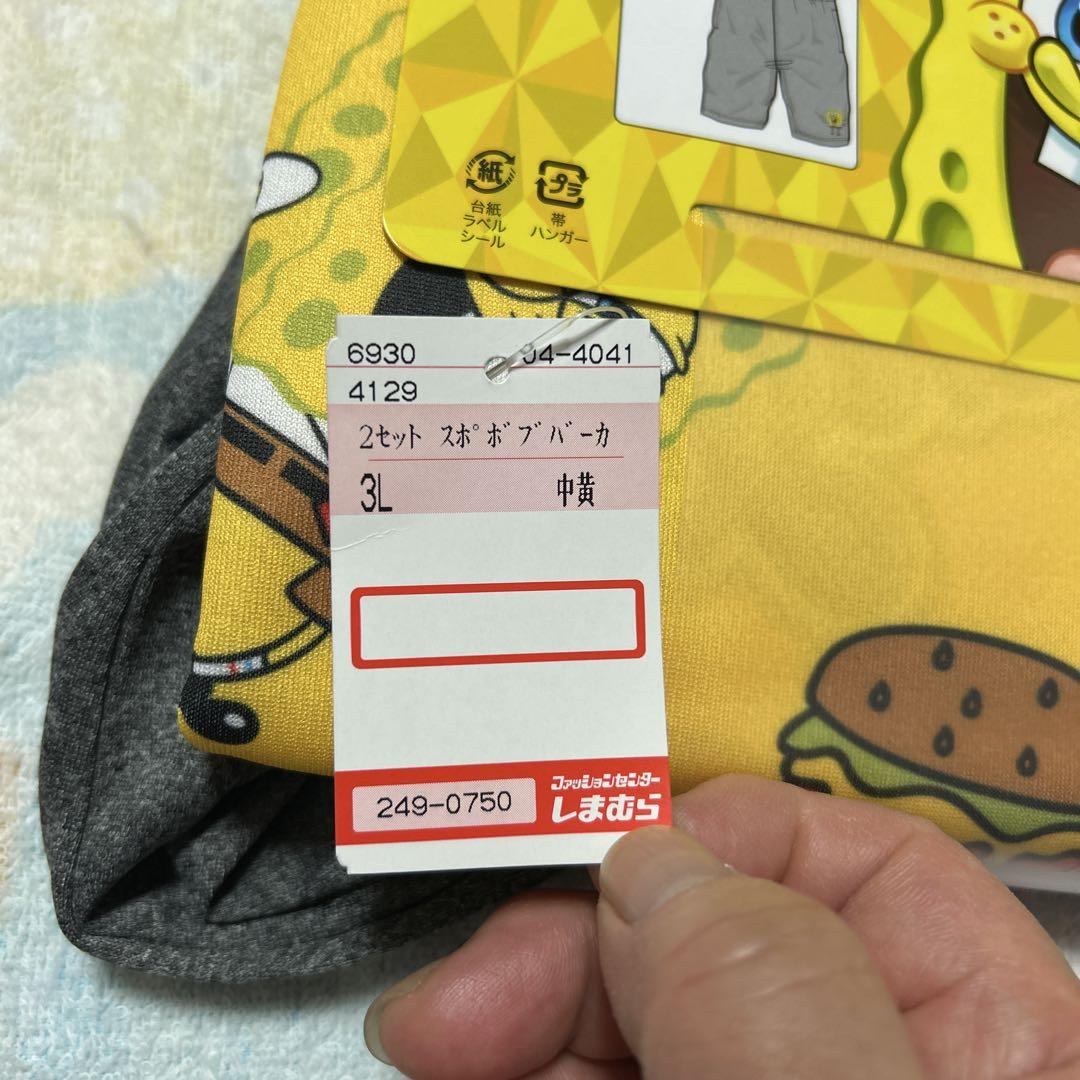 紙
プラ
台紙
ラベル
シール
帯
ハンガー
6930
04-4041
4129
2セット スポボブバーカ
3L 中黄
249-0750
ファッションセンター
しまむら